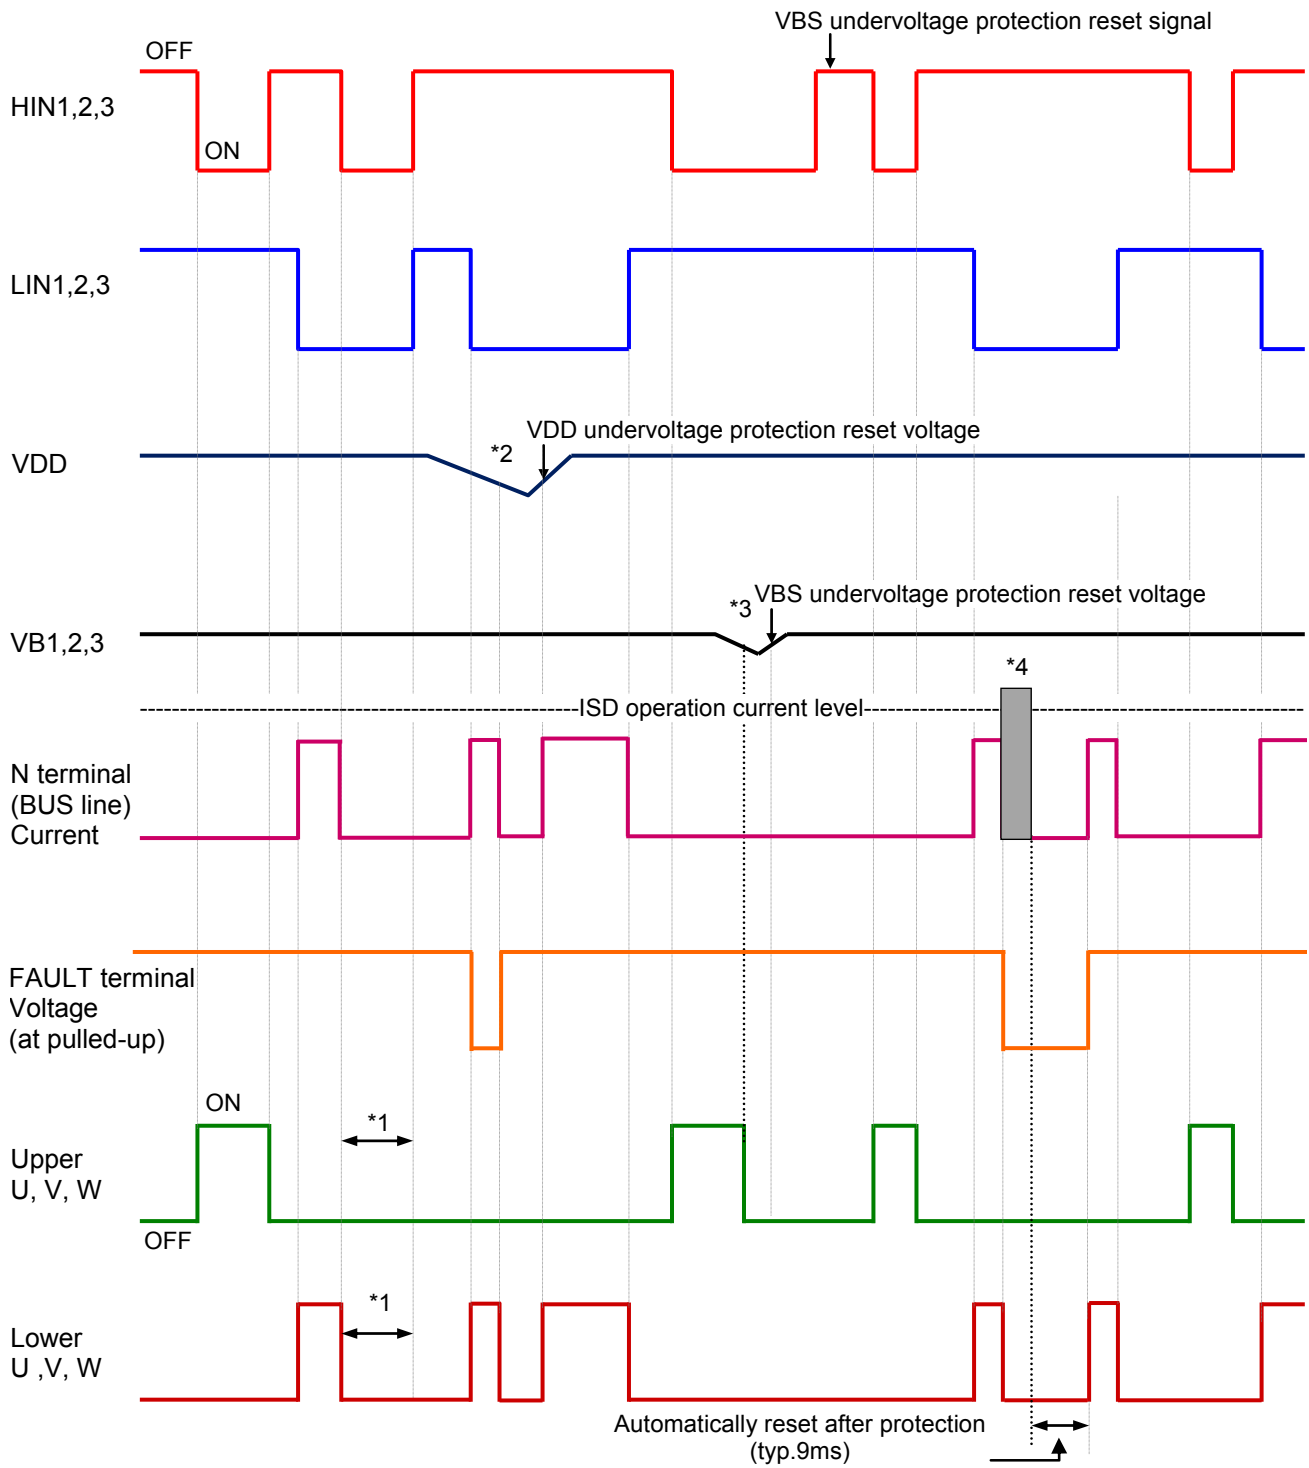 VBS undervoltage protection reset signal
OFF
HIN1,2,3
ON
LIN1,2,3
VDD undervoltage protection reset voltage
*2
VDD
VBS undervoltage protection reset voltage
*3
VB1,2,3
*4
ISD operation current level
N terminal
(BUS line)
Current
FAULT terminal
Voltage
(at pulled-up)
ON
*1
Upper
U, V, W
OFF
*1
Lower
U ,V, W
Automatically reset after protection
(typ.9ms)